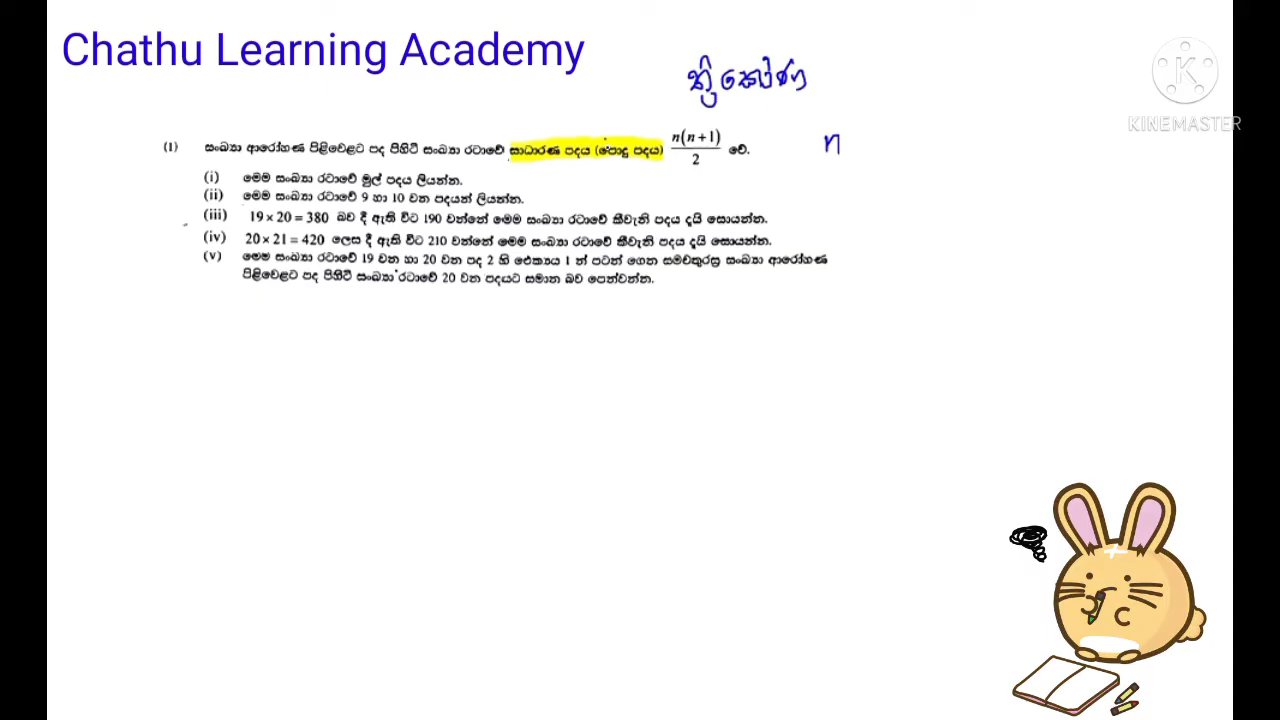 Chathu Learning Academy
ත්‍රිකෝණ
KINEMASTER
(1) සංඛ්‍යා ආරෝහණ පිළිවෙළට පද පිහිටි සංඛ්‍යා රටාවේ සාධාරණ පදය (පොදු පදය) n(n+1)/2 වේ.
n
(i) මෙම සංඛ්‍යා රටාවේ මුල් පදය ලියන්න.
(ii) මෙම සංඛ්‍යා රටාවේ 9 හා 10 වන පදයන් ලියන්න.
(iii) 19 × 20 = 380 බව දී ඇති විට 190 වන්නේ මෙම සංඛ්‍යා රටාවේ කීවැනි පදය දැයි සොයන්න.
(iv) 20 × 21 = 420 ලෙස දී ඇති විට 210 වන්නේ මෙම සංඛ්‍යා රටාවේ කීවැනි පදය දැයි සොයන්න.
(v) මෙම සංඛ්‍යා රටාවේ 19 වන හා 20 වන පද 2 හි ඓක්‍යය 1 න් පටන් ගෙන සමචතුරස්‍ර සංඛ්‍යා ආරෝහණ
පිළිවෙළට පද පිහිටි සංඛ්‍යා රටාවේ 20 වන පදයට සමාන බව පෙන්වන්න.